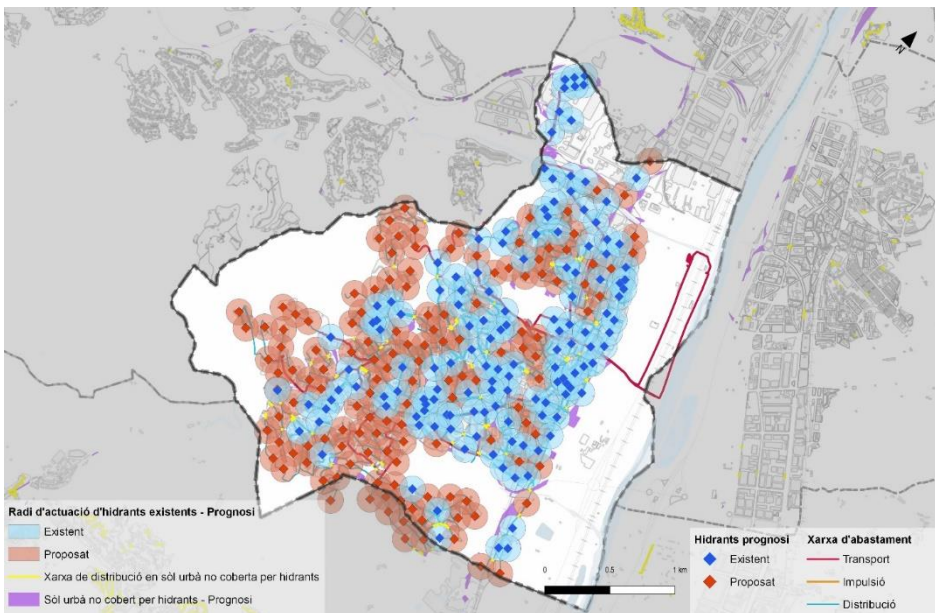 N
Radi d'actuació d'hidrants existents - Prognosi
Existent
Proposat
Xarxa de distribució en sòl urbà no coberta per hidrants
Sòl urbà no cobert per hidrants - Prognosi
0 0.5 1 km
Hidrants prognosi
Existent
Proposat
Xarxa d'abastament
Transport
Impulsió
Distribució